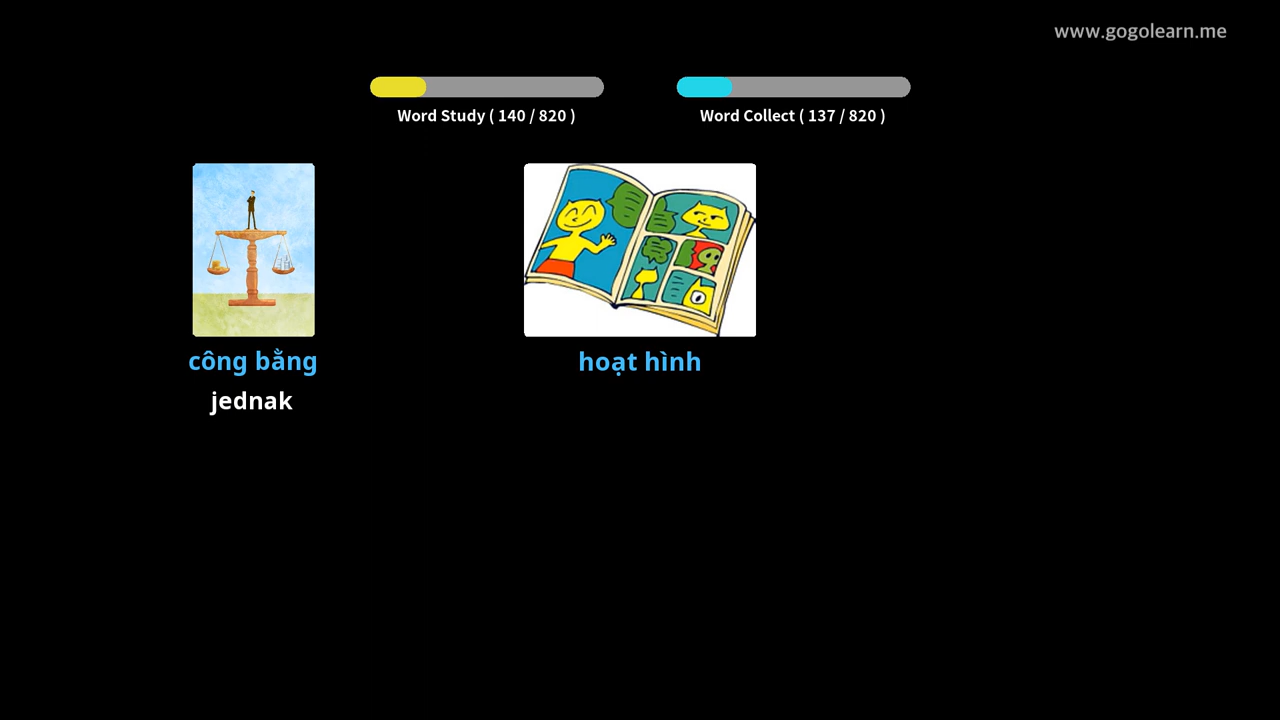 www.gogolearn.me
Word Study ( 140 / 820 )
Word Collect ( 137 / 820 )
công bằng
jednak
hoạt hình